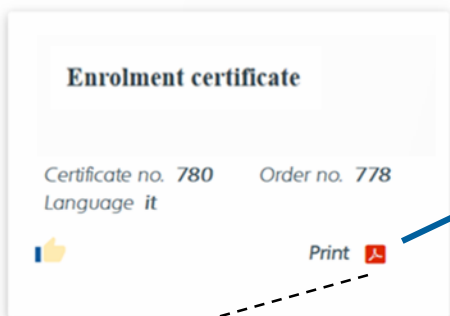 Enrolment certificate
Certificate no. 780 Order no. 778
Language it
Print